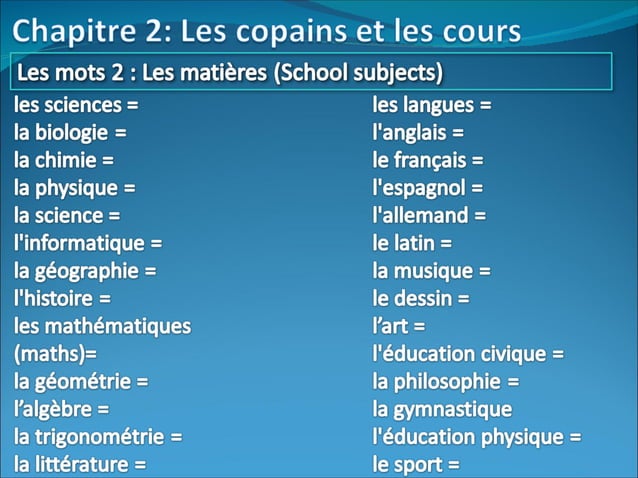 Chapitre 2: Les copains et les cours
Les mots 2 : Les matières (School subjects)
les sciences =
la biologie =
la chimie =
la physique =
la science =
l'informatique =
la géographie =
l'histoire =
les mathématiques
(maths)=
la géométrie =
l’algèbre =
la trigonométrie =
la littérature =
les langues =
l'anglais =
le français =
l'espagnol =
l'allemand =
le latin =
la musique =
le dessin =
l’art =
l'éducation civique =
la philosophie =
la gymnastique
l'éducation physique =
le sport =